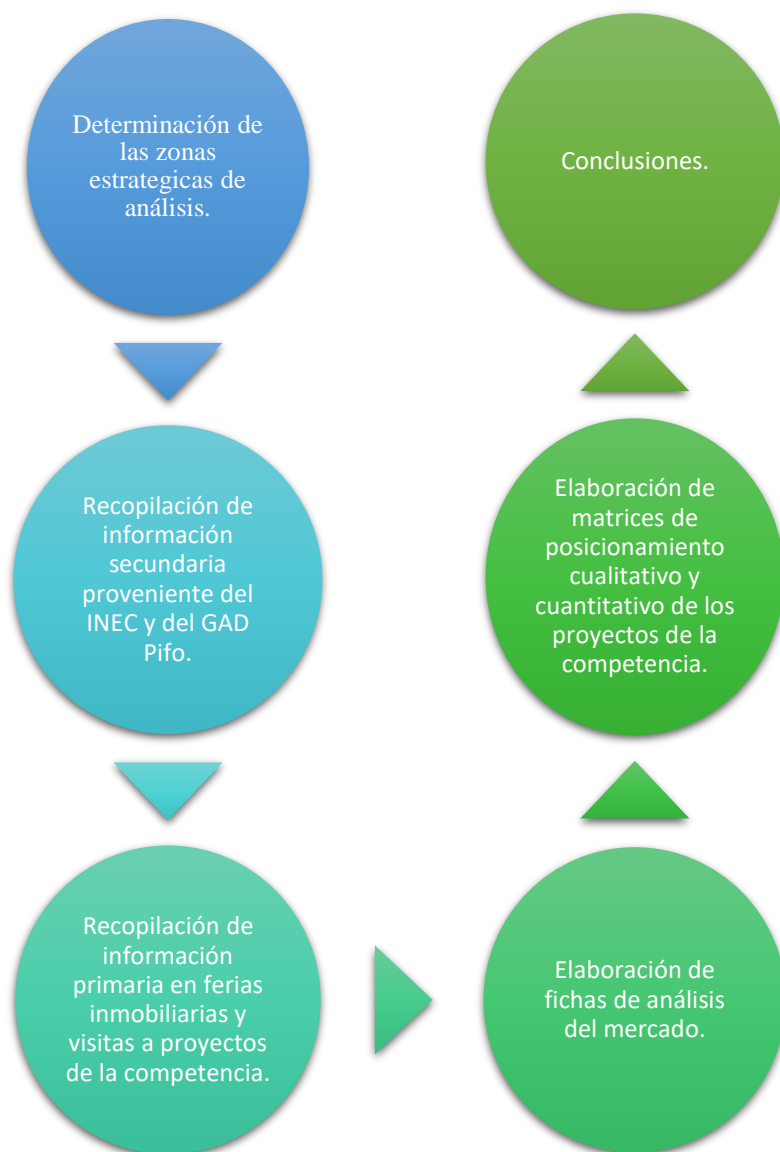 Determinación de
las zonas
estrategicas de
análisis.
Recopilación de
información
secundaria
proveniente del
INEC y del GAD
Pifo.
Recopilación de
información
primaria en ferias
inmobiliarias y
visitas a proyectos
de la competencia.
Elaboración de
fichas de análisis
del mercado.
Elaboración de
matrices de
posicionamiento
cualitativo y
cuantitativo de los
proyectos de la
competencia.
Conclusiones.